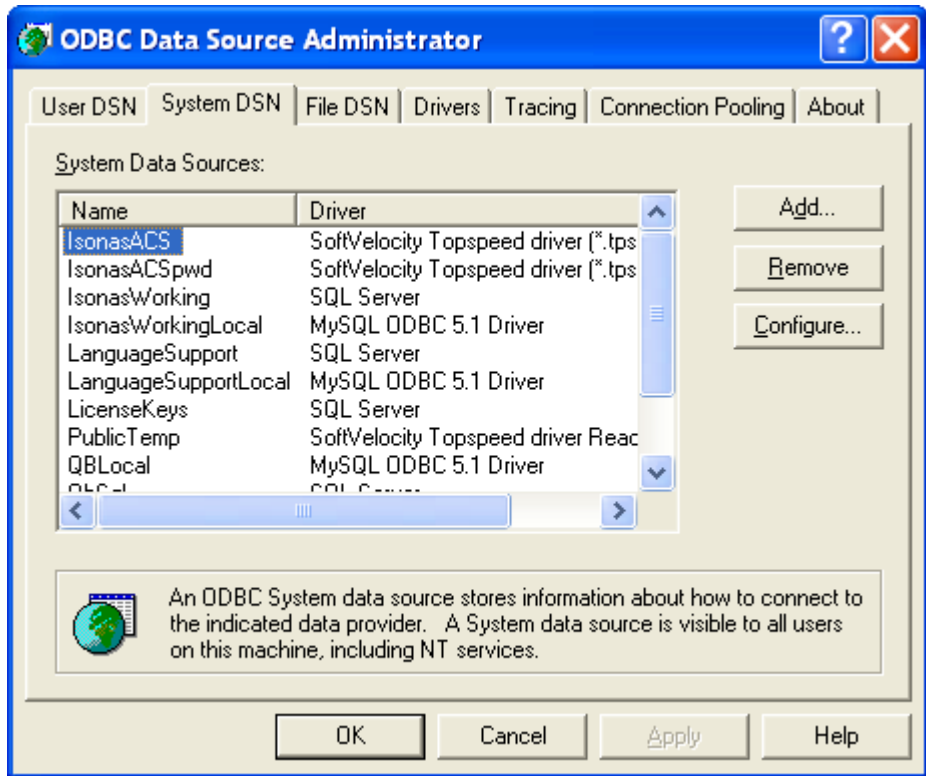 ODBC Data Source Administrator
User DSN System DSN File DSN Drivers Tracing Connection Pooling About
System Data Sources:
Name Driver
IsonasACS SoftVelocity Topspeed driver (*.tps
IsonasACSpwd SoftVelocity Topspeed driver (*.tps
IsonasWorking SQL Server
IsonasWorkingLocal MySQL ODBC 5.1 Driver
LanguageSupport SQL Server
LanguageSupportLocal MySQL ODBC 5.1 Driver
LicenseKeys SQL Server
PublicTemp SoftVelocity Topspeed driver Reac
QBLocal MySQL ODBC 5.1 Driver
Add...
Remove
Configure...
An ODBC System data source stores information about how to connect to
the indicated data provider. A System data source is visible to all users
on this machine, including NT services.
OK Cancel Apply Help